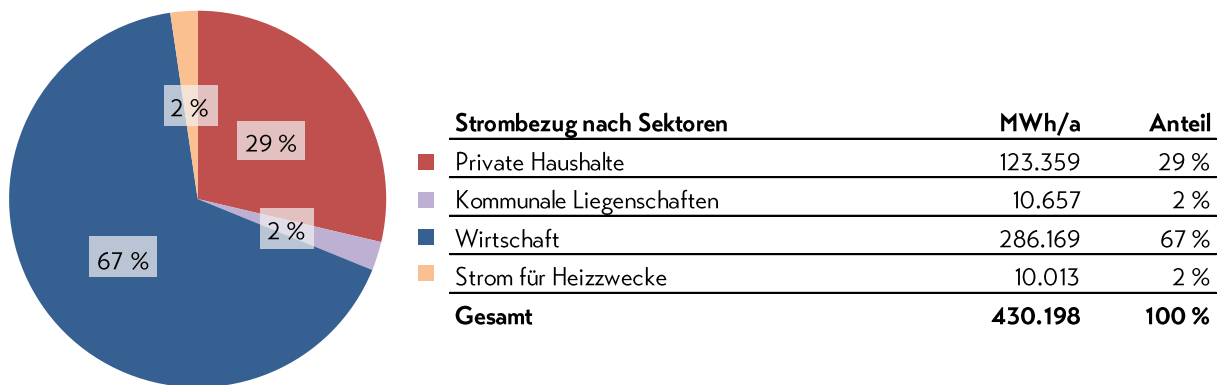 2 %
29 %
2 %
67 %
Strombezug nach Sektoren MWh/a Anteil
Private Haushalte 123.359 29 %
Kommunale Liegenschaften 10.657 2 %
Wirtschaft 286.169 67 %
Strom für Heizzwecke 10.013 2 %
Gesamt 430.198 100 %